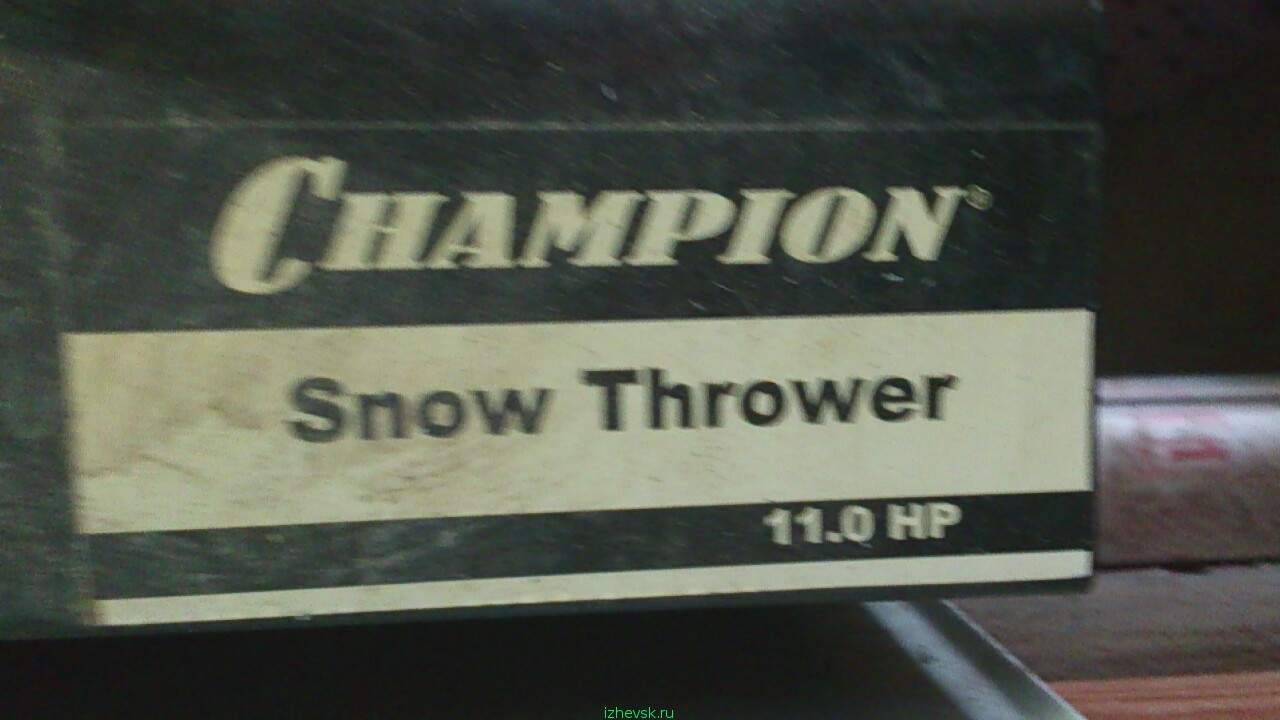 CHAMPION®
Snow Thrower
11.0 HP
izhevsk.ru